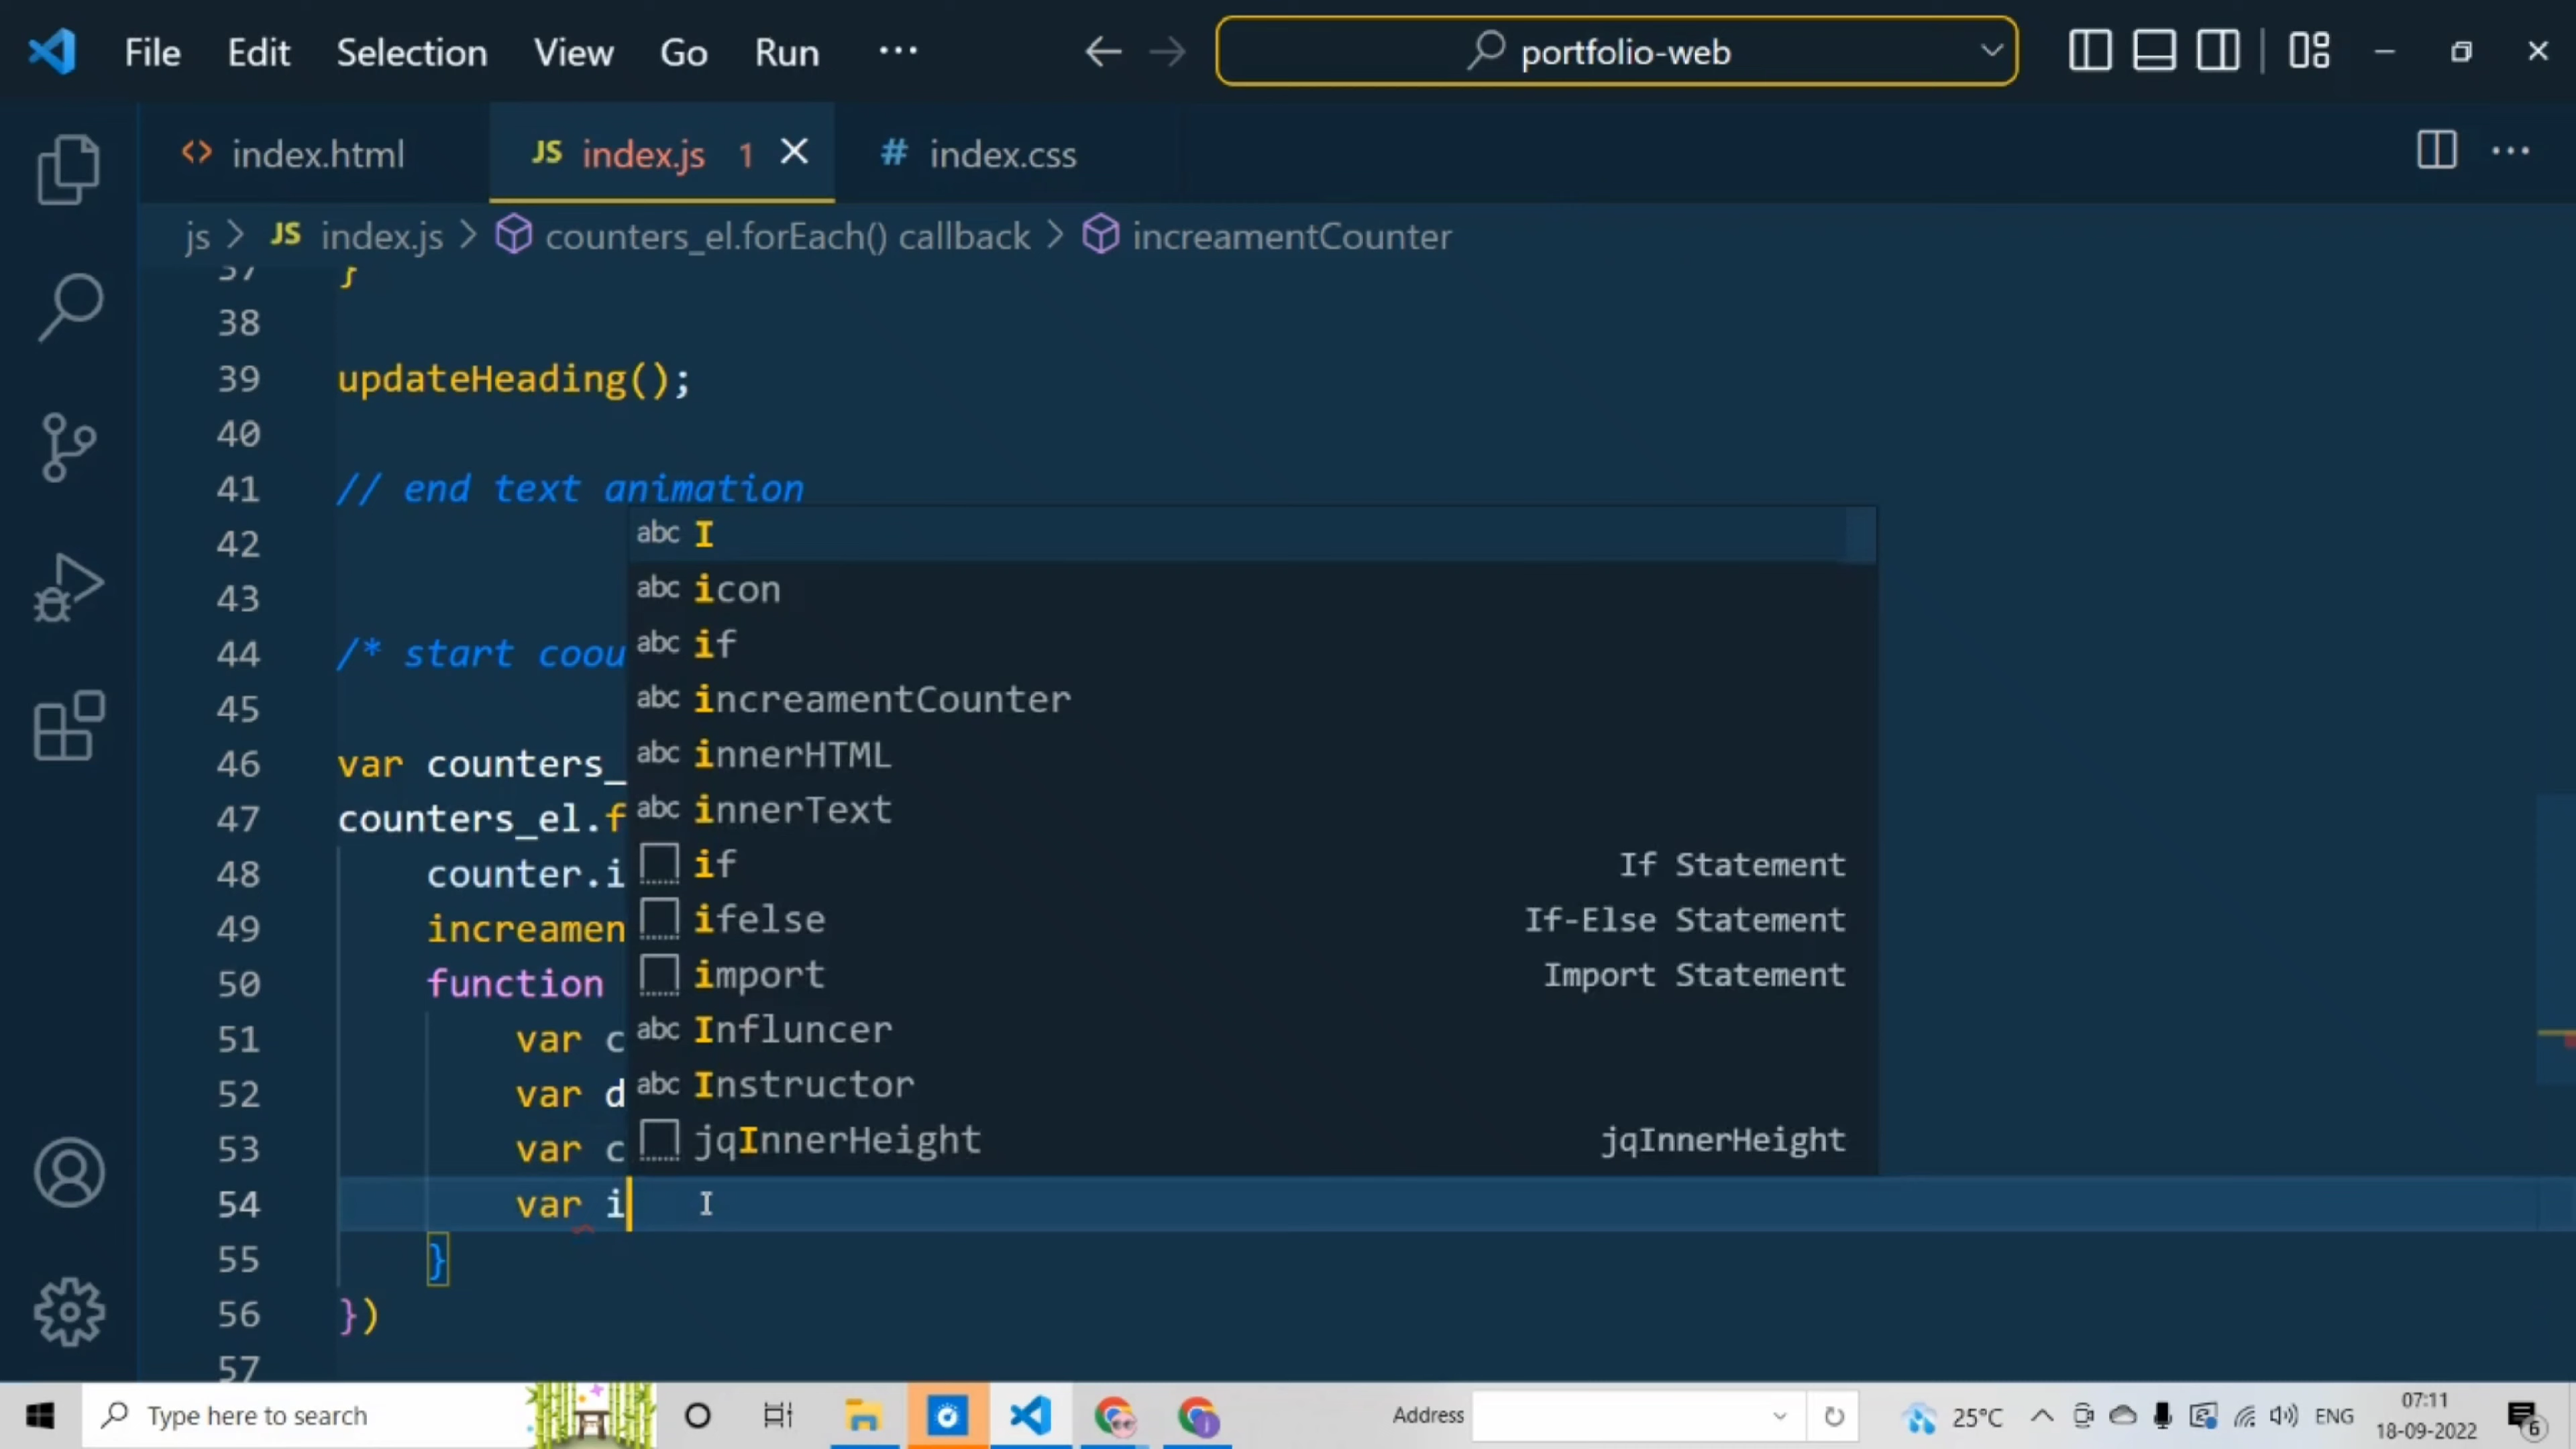 File Edit Selection View Go Run ··· portfolio-web
index.html JS index.js 1 # index.css
js > JS index.js > counters_el.forEach() callback > increamentCounter
37 }
38
39 updateHeading();
40
41 // end text animation
42
43
44 /* start coou
45
46 var counters_
47 counters_el.f
48 counter.i
49 increamen
50 function
51 var c
52 var d
53 var c
54 var i
55 }
56 })
57
abc I
abc icon
abc if
abc increamentCounter
abc innerHTML
abc innerText
if If Statement
ifelse If-Else Statement
import Import Statement
abc Influncer
abc Instructor
jqInnerHeight jqInnerHeight
Type here to search Address 25°C ENG 07:11
18-09-2022 6